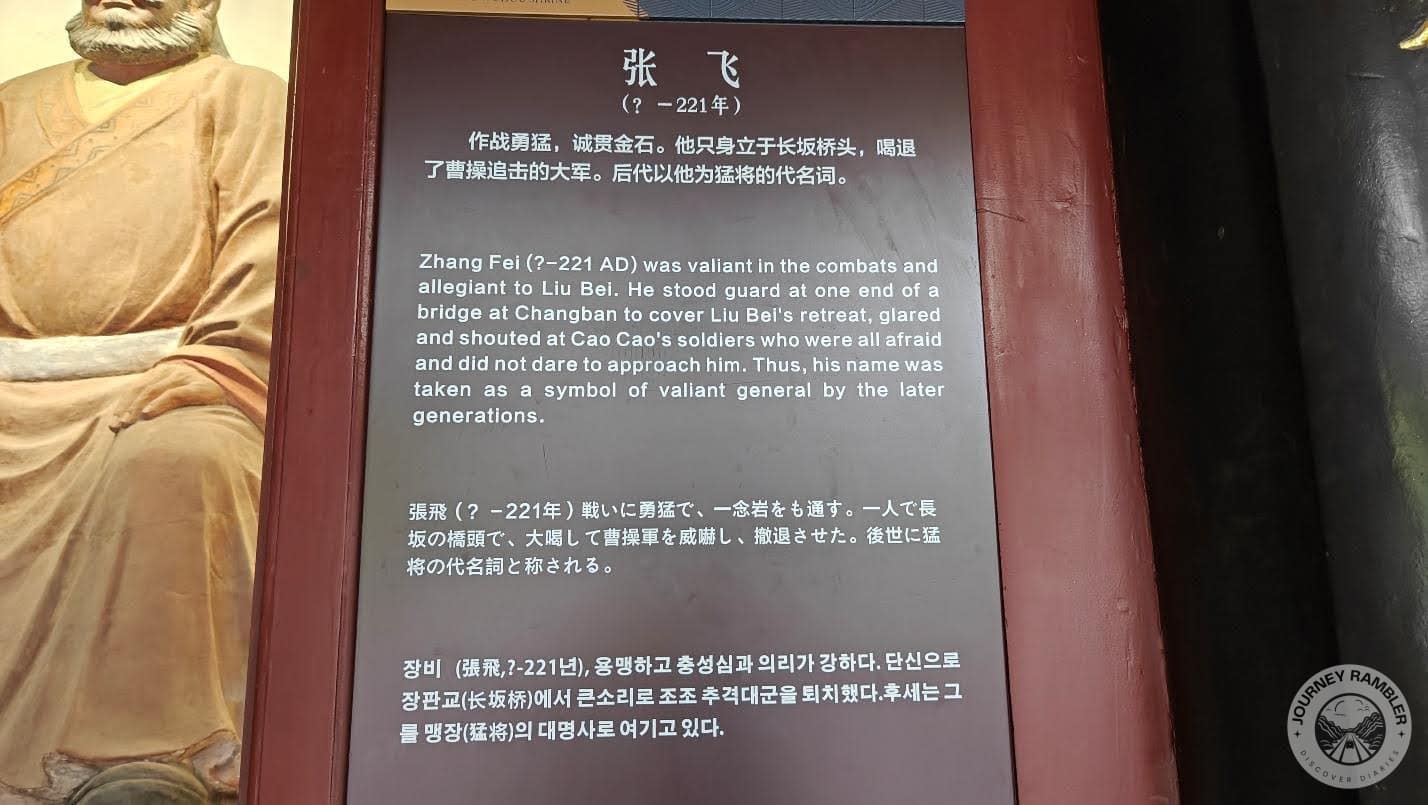 张 飞
(? －221年)
作战勇猛，诚贯金石。他只身立于长坂桥头，喝退
了曹操追击的大军。后代以他为猛将的代名词。
Zhang Fei (?−221 AD) was valiant in the combats and
allegiant to Liu Bei. He stood guard at one end of a
bridge at Changban to cover Liu Bei's retreat, glared
and shouted at Cao Cao's soldiers who were all afraid
and did not dare to approach him. Thus, his name was
taken as a symbol of valiant general by the later
generations.
張飛（？－221年）戦いに勇猛で、一念岩をも通す。一人で長
坂の橋頭で、大喝して曹操軍を威嚇し、撤退させた。後世に猛
将の代名詞と称される。
장비 (張飛,?-221년), 용맹하고 충성심과 의리가 강하다. 단신으로
장판교(长坂桥)에서 큰소리로 조조 추격대군을 퇴치했다.후세는 그
를 맹장(猛将)의 대명사로 여기고 있다.
JOURNEY RAMBLER
DISCOVER DIARIES